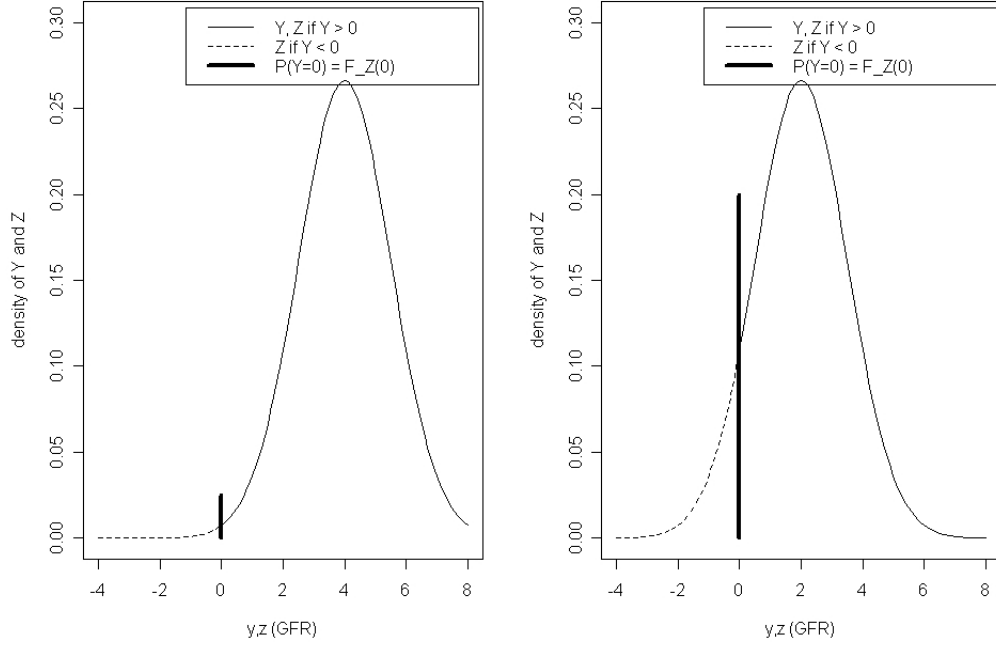 Y, Z if Y > 0
Z if Y < 0
P(Y=0) = F_Z(0)
density of Y and Z
0.30
0.25
0.20
0.15
0.10
0.05
0.00
-4 -2 0 2 4 6 8
y,z (GFR)
Y, Z if Y > 0
Z if Y < 0
P(Y=0) = F_Z(0)
density of Y and Z
0.30
0.25
0.20
0.15
0.10
0.05
0.00
-4 -2 0 2 4 6 8
y,z (GFR)